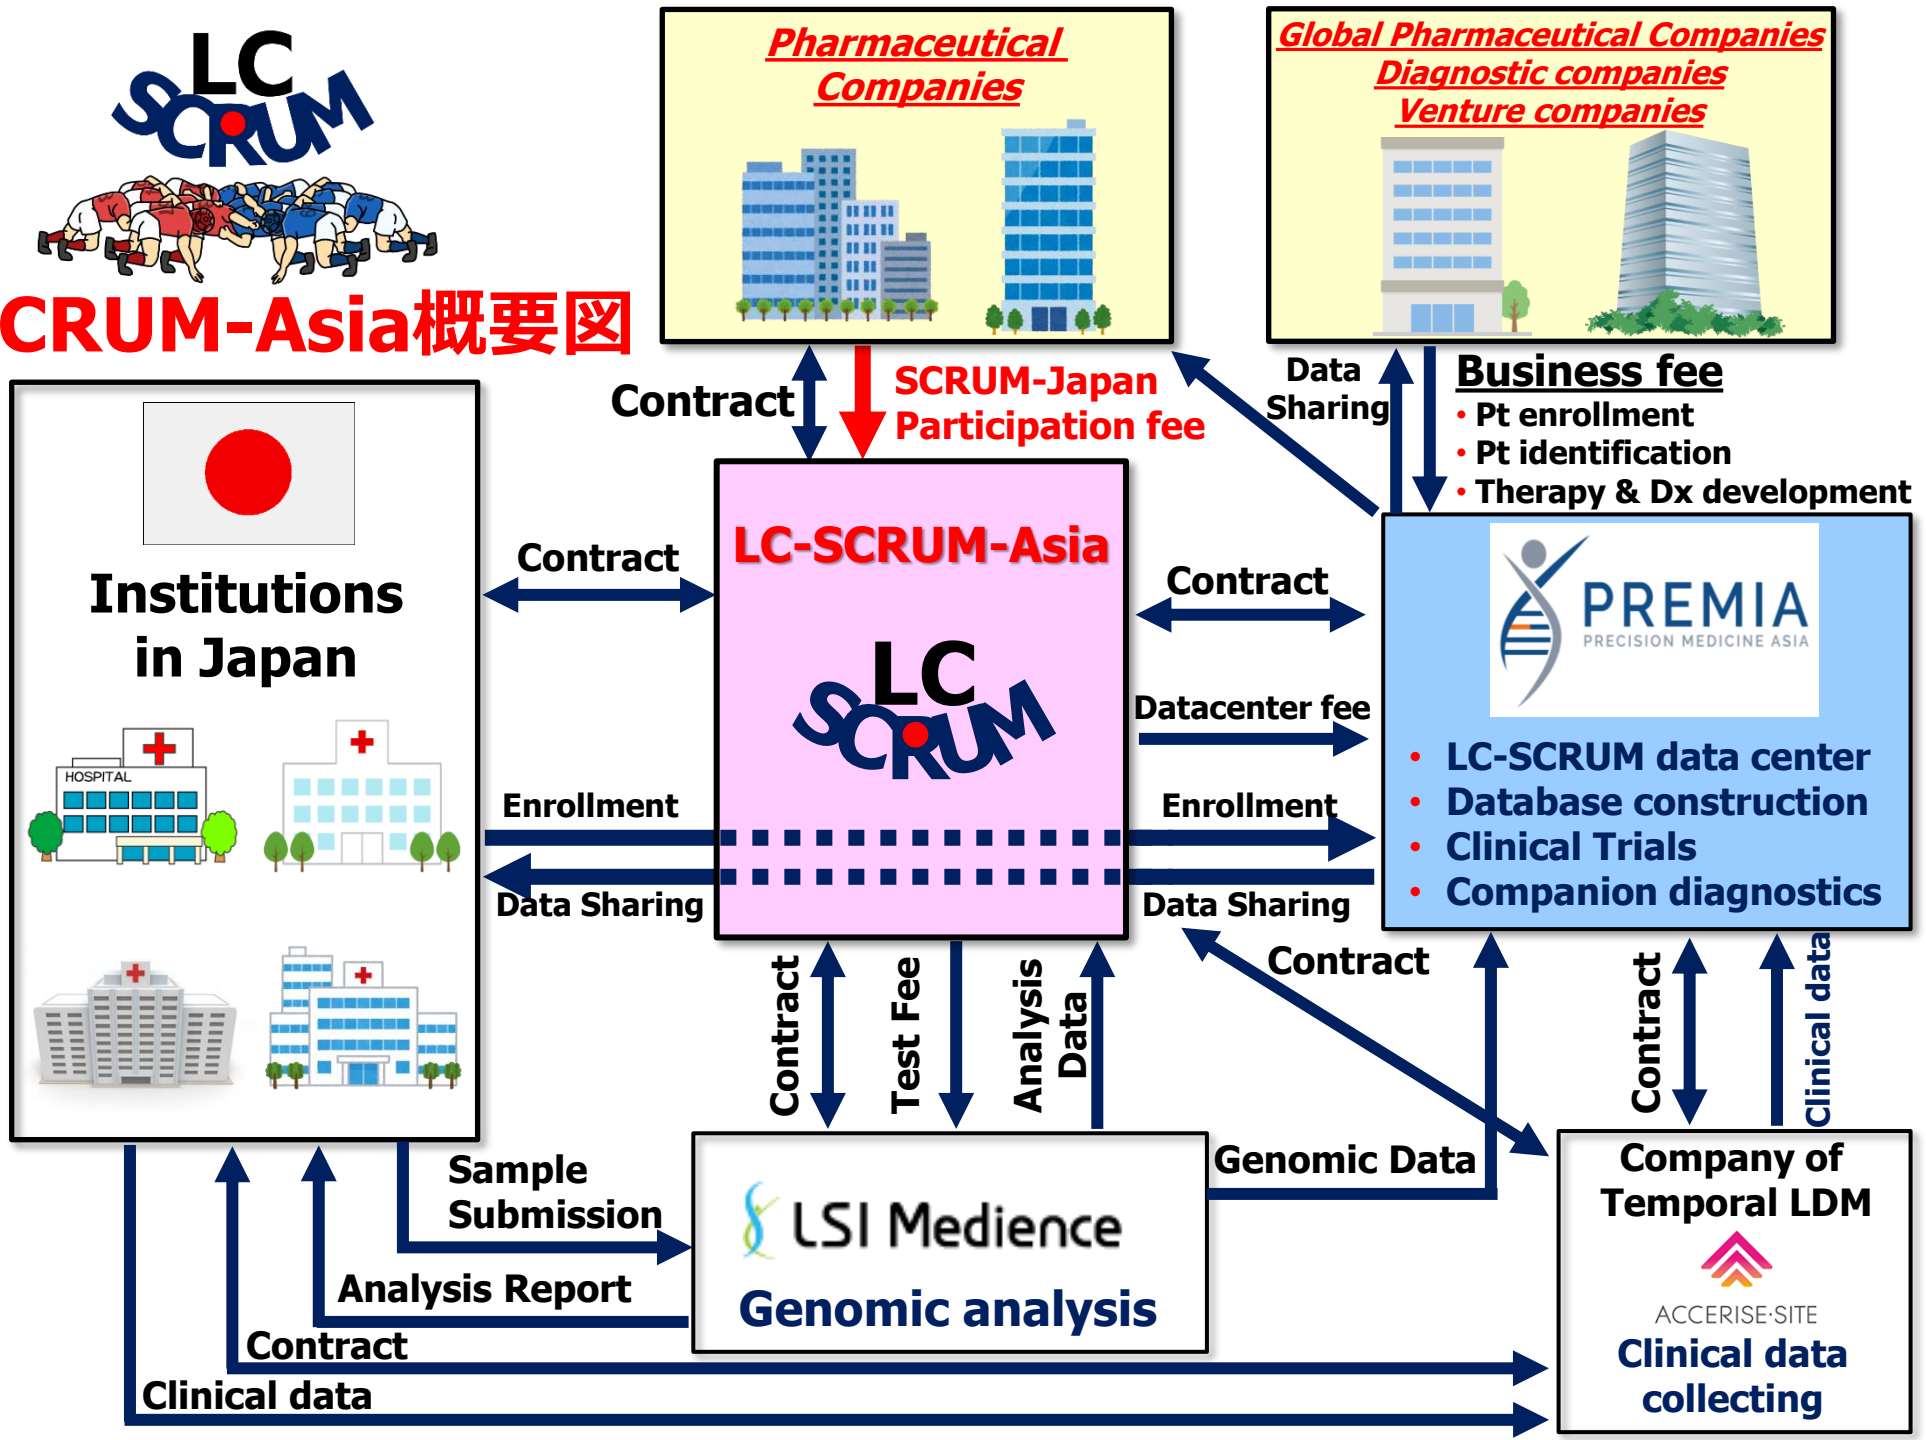 LC
SCRUM
CRUM-Asia概要図
Pharmaceutical
Companies
Global Pharmaceutical Companies
Diagnostic companies
Venture companies
Contract
SCRUM-Japan
Participation fee
Data
Sharing
Business fee
• Pt enrollment
• Pt identification
• Therapy & Dx development
Institutions
in Japan
HOSPITAL
Contract
LC-SCRUM-Asia
LC
SCRUM
Contract
Datacenter fee
Enrollment
Enrollment
Data Sharing
Data Sharing
PREMIA
PRECISION MEDICINE ASIA
• LC-SCRUM data center
• Database construction
• Clinical Trials
• Companion diagnostics
Contract
Test Fee
Analysis
Data
Contract
Contract
Clinical data
Sample
Submission
Analysis Report
Contract
Clinical data
LSI Medience
Genomic analysis
Genomic Data
Company of
Temporal LDM
ACCERISE·SITE
Clinical data
collecting